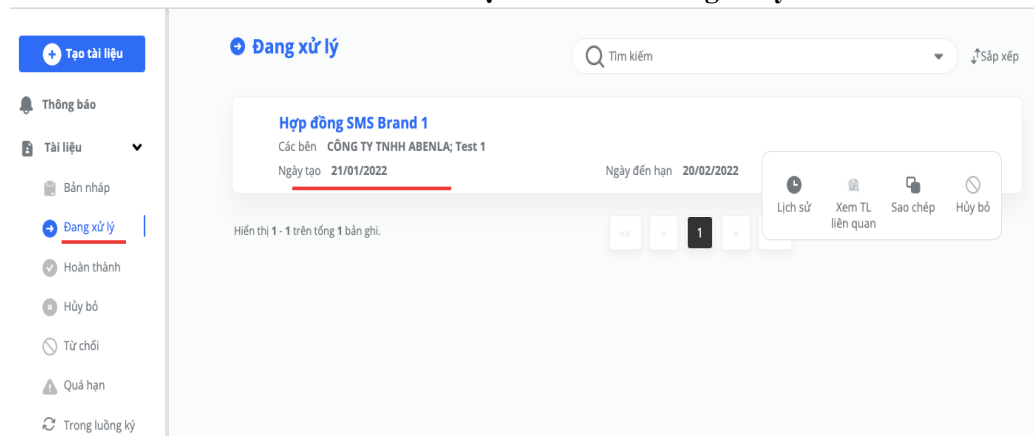 Đang xử lý
Tìm kiếm
Sắp xếp
+ Tạo tài liệu
Thông báo
Tài liệu
Bản nháp
Đang xử lý
Hoàn thành
Hủy bỏ
Từ chối
Quá hạn
Trong luồng ký
Hợp đồng SMS Brand 1
Các bên CÔNG TY TNHH ABENLA; Test 1
Ngày tạo 21/01/2022 Ngày đến hạn 20/02/2022
Lịch sử
Xem TL
liên quan
Sao chép
Hủy bỏ
Hiển thị 1 - 1 trên tổng 1 bản ghi.
«« « 1 »